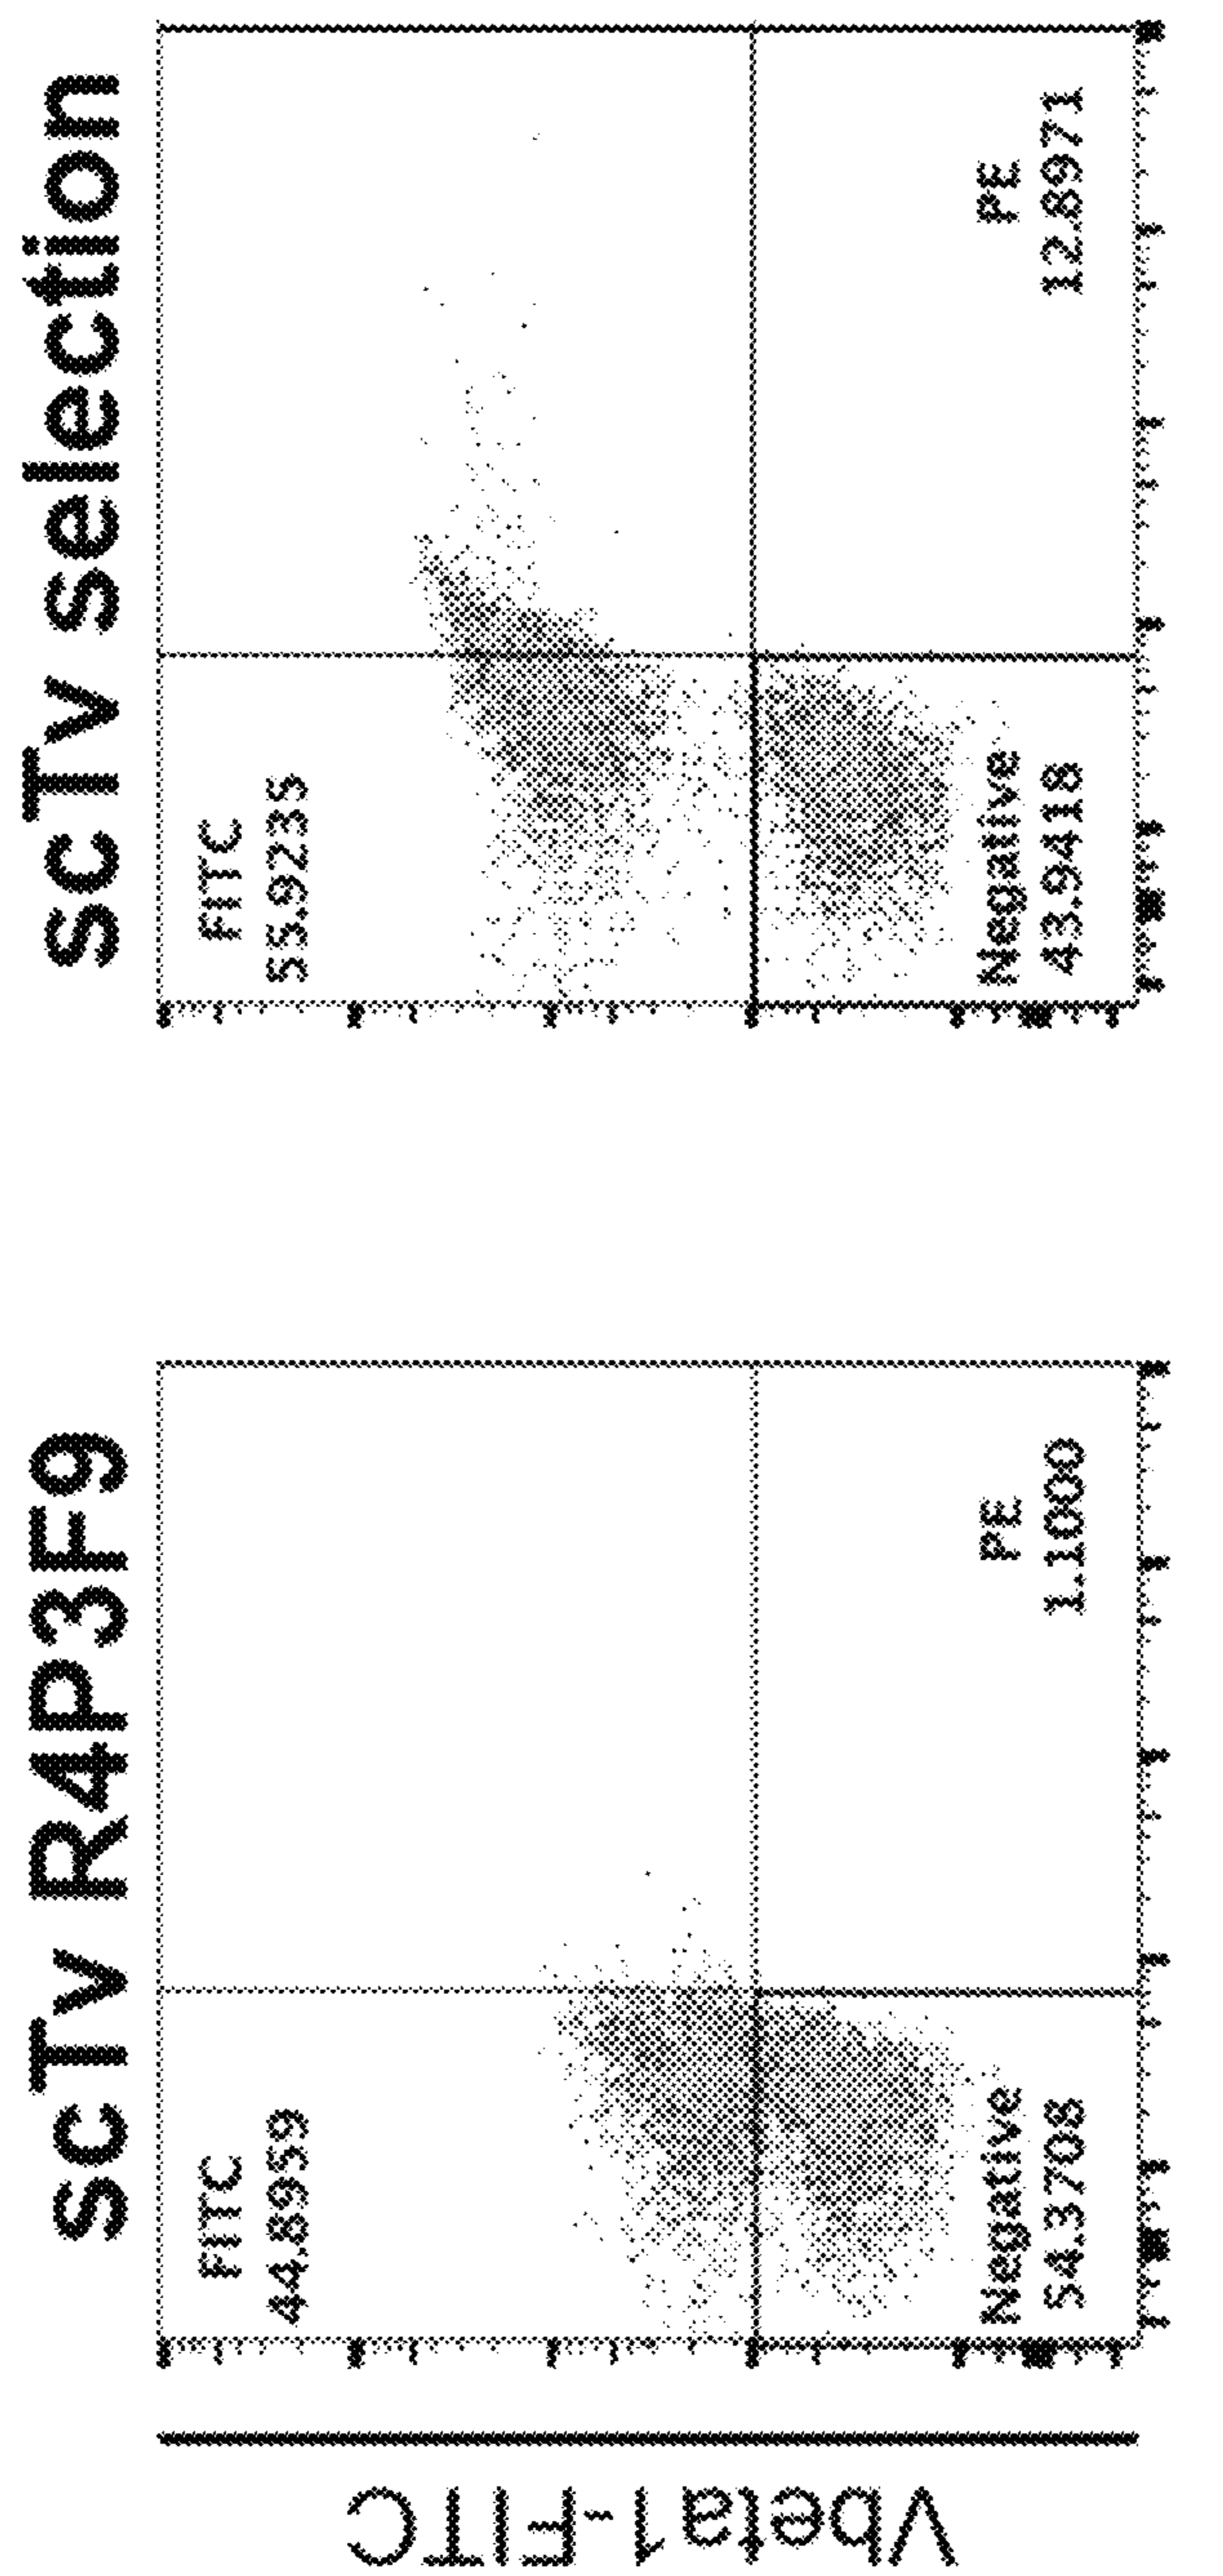 scTv R4P3F9
FITC
44.8959
Negative
54.3708
PE
1.1000
scTv selection
FITC
55.9235
Negative
43.9418
PE
12.8971
Vbeta1-FITC